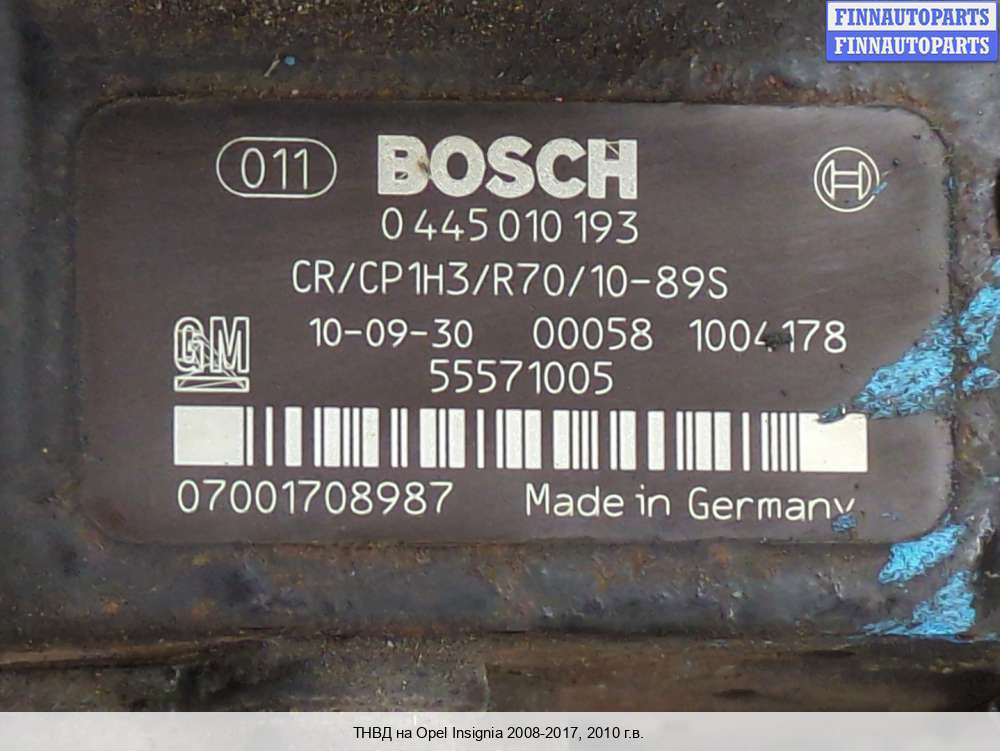 FINNAUTOPARTS
FINNAUTOPARTS
011 BOSCH
0 445 010 193
CR/CP1H3/R70/10-89S
GM 10-09-30 00058 1004178
55571005
07001708987 Made in Germany
ТНВД на Opel Insignia 2008-2017, 2010 г.в.